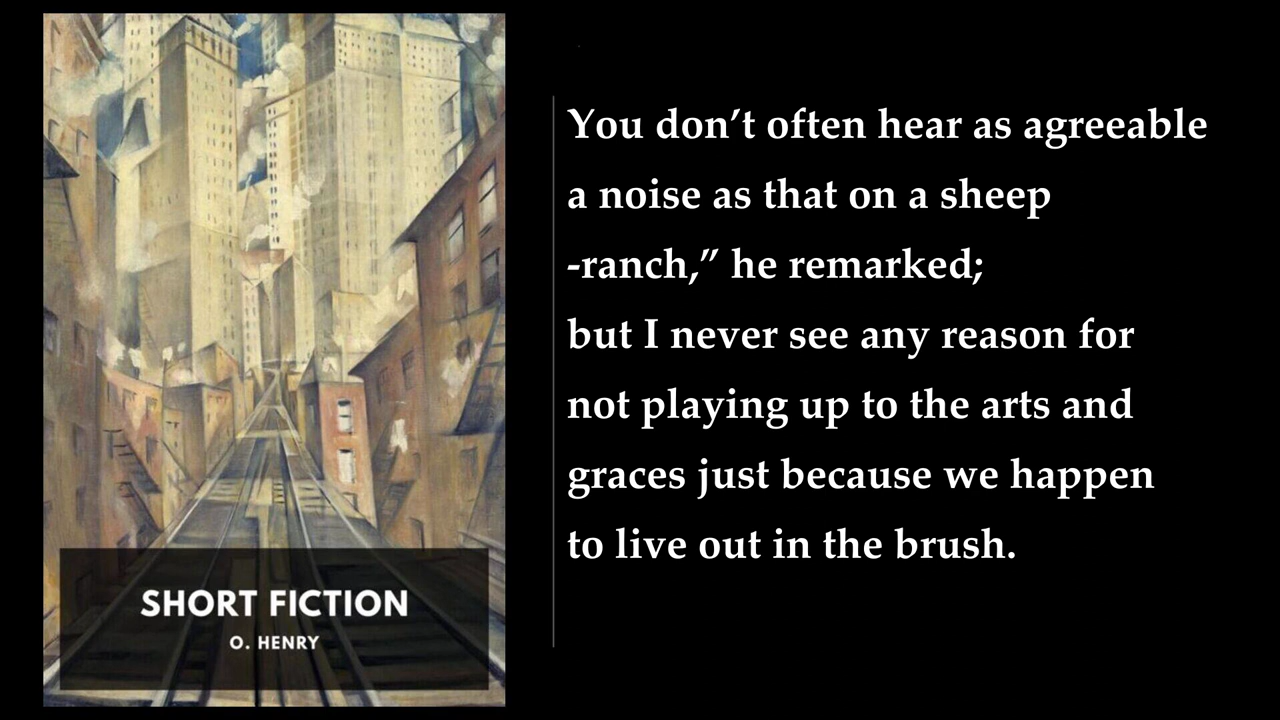 SHORT FICTION
O. HENRY
You don’t often hear as agreeable
a noise as that on a sheep
-ranch,” he remarked;
but I never see any reason for
not playing up to the arts and
graces just because we happen
to live out in the brush.